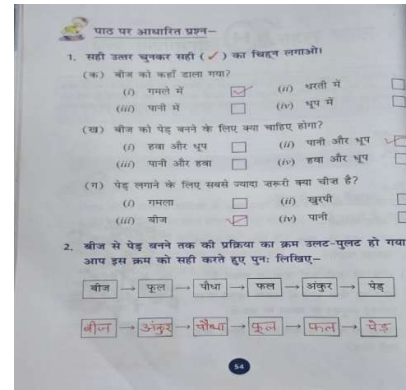 पाठ पर आधारित प्रश्न–
1. सही उत्तर चुनकर सही (✓) का चिह्न लगाओ।
(क) बीज को कहाँ डाला गया?
(i) गमले में ✓ (ii) धरती में
(iii) पानी में (iv) धूप में
(ख) बीज को पेड़ बनने के लिए क्या चाहिए होगा?
(i) हवा और धूप (ii) पानी और धूप ✓
(iii) पानी और हवा (iv) हवा और धूप
(ग) पेड़ लगाने के लिए सबसे ज्यादा जरूरी क्या चीज है?
(i) गमला (ii) खुरपी
(iii) बीज ✓ (iv) पानी
2. बीज से पेड़ बनने तक की प्रक्रिया का क्रम उलट-पुलट हो गया
आप इस क्रम को सही करते हुए पुनः लिखिए–
बीज → फूल → पौधा → फल → अंकुर → पेड़
बीज → अंकुर → पौधा → फूल → फल → पेड़
54